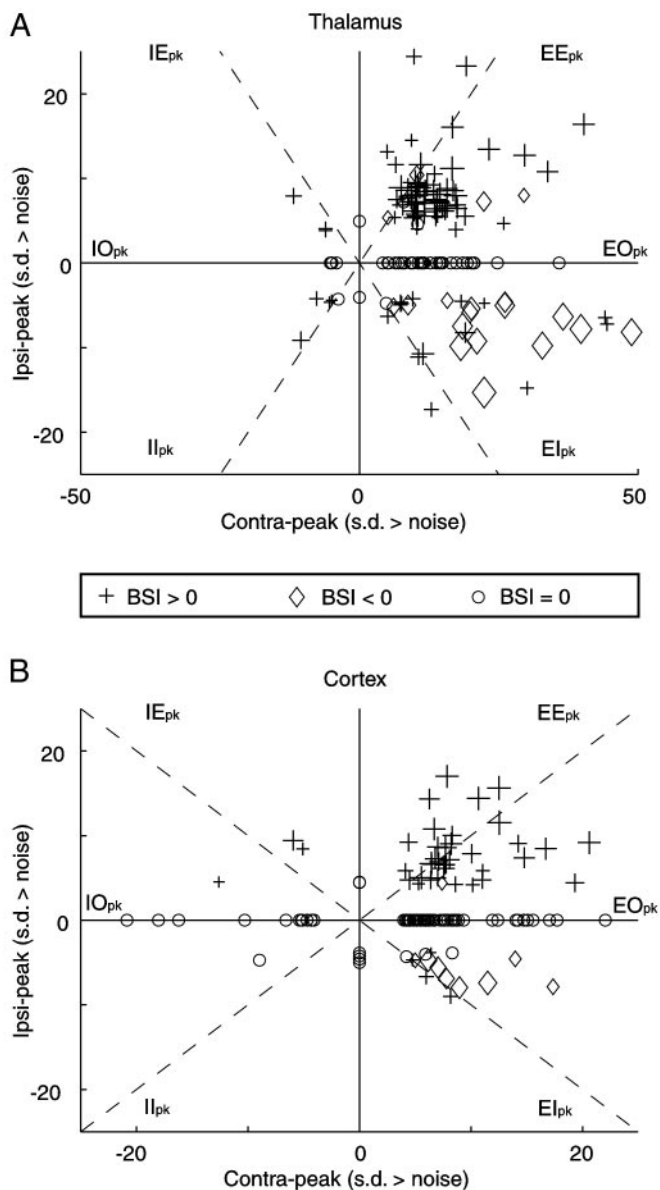 A
Thalamus
IEpk
EEpk
20
Ipsi-peak (s.d. > noise)
IOpk
0
EOpk
-20
IIpk
EIpk
-50
0
50
Contra-peak (s.d. > noise)
+ BSI > 0 ◇ BSI < 0 ○ BSI = 0
B
Cortex
IEpk
EEpk
20
Ipsi-peak (s.d. > noise)
IOpk
0
EOpk
-20
IIpk
EIpk
-20
0
20
Contra-peak (s.d. > noise)